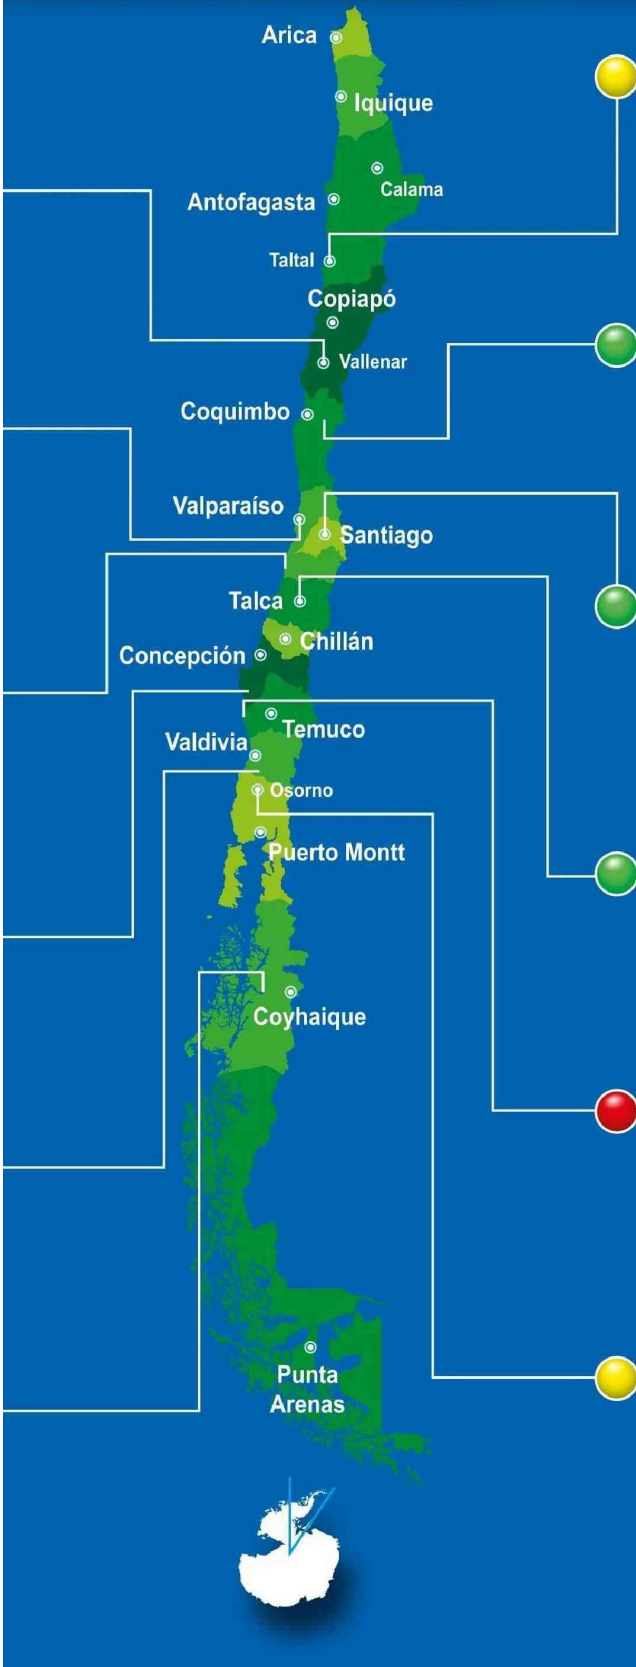 Arica
Iquique
Calama
Antofagasta
Taltal
Copiapó
Vallenar
Coquimbo
Valparaíso
Santiago
Talca
Chillán
Concepción
Temuco
Valdivia
Osorno
Puerto Montt
Coyhaique
Punta
Arenas